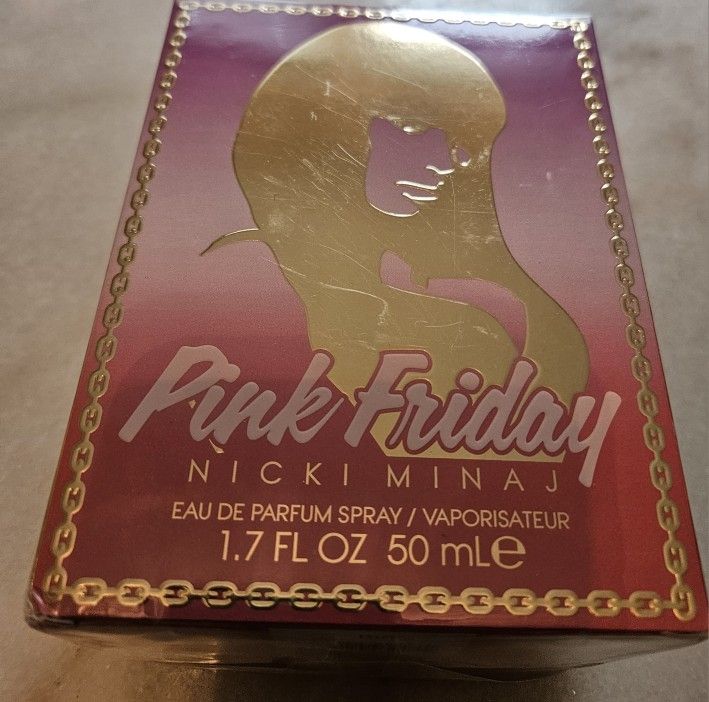 Pink Friday
NICKI MINAJ
EAU DE PARFUM SPRAY / VAPORISATEUR
1.7 FL OZ 50 mL℮